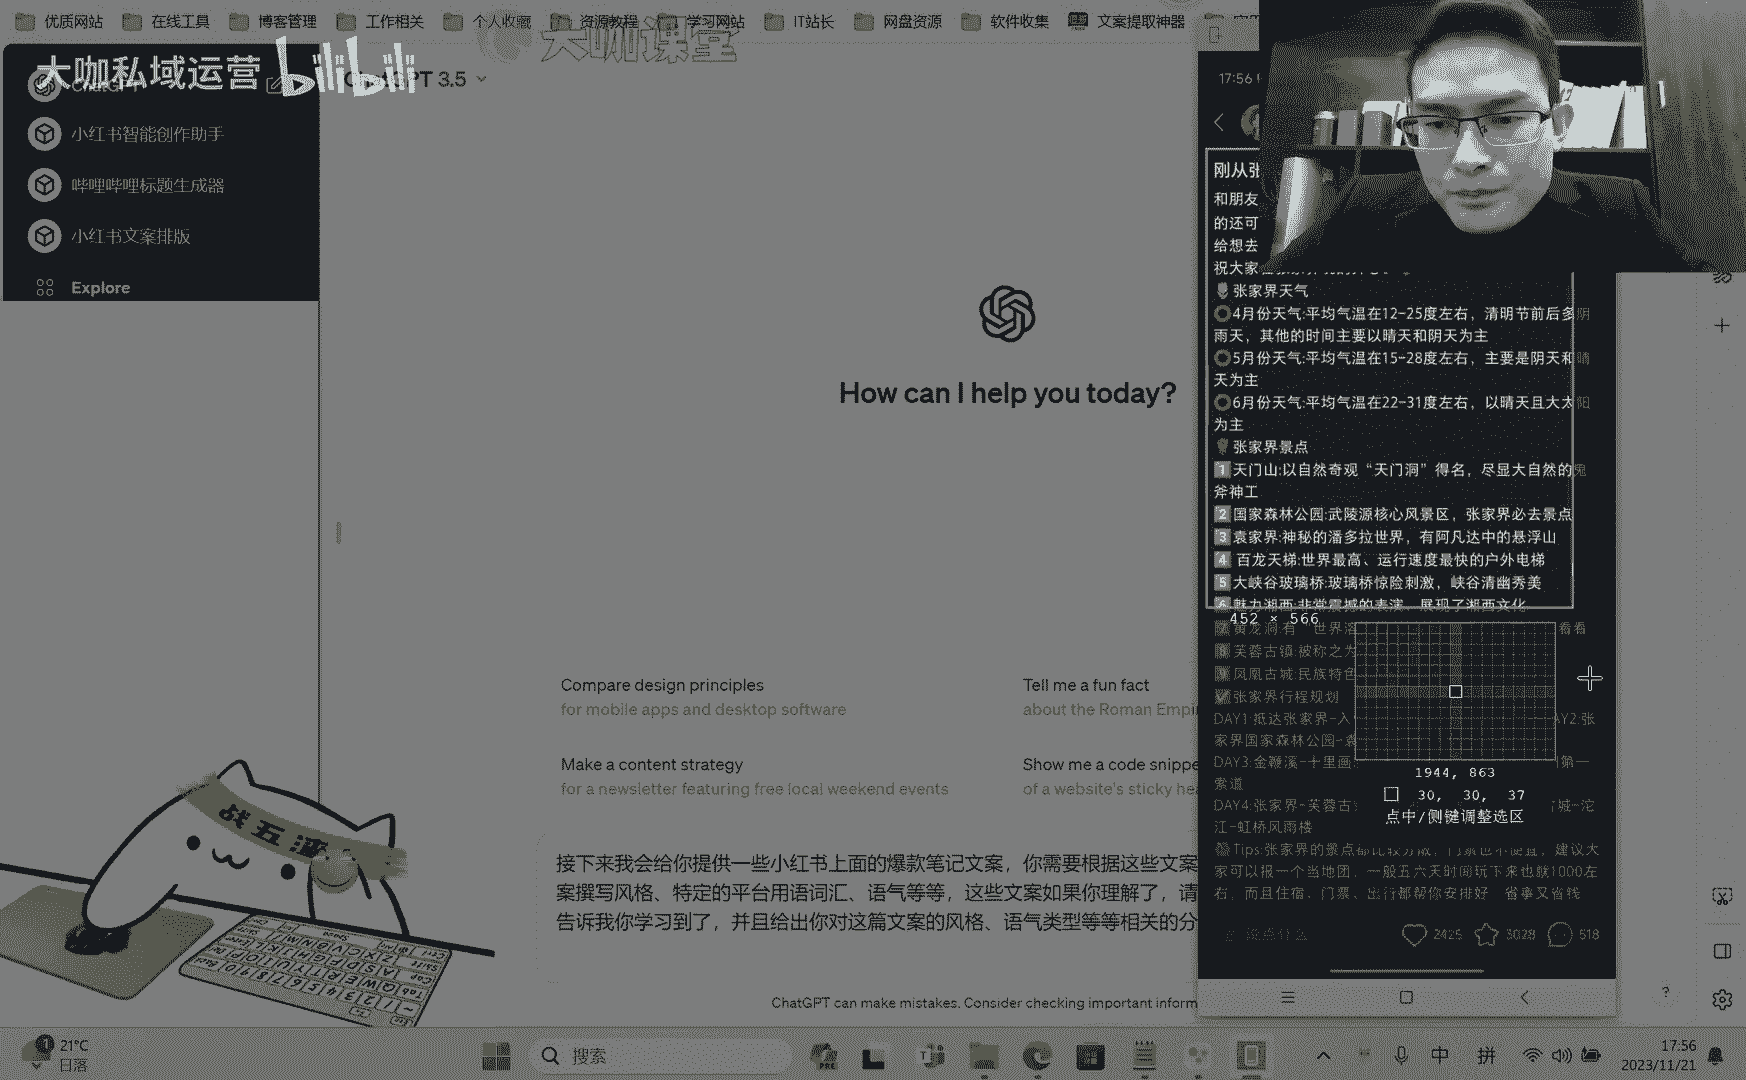 优质网站
在线工具
博客管理
工作相关
个人收藏
资源教程
学习网站
IT站长
网盘资源
软件收集
文案提取神器
大咖课堂
大咖私域运营
bilibili
ChatGPT
小红书智能创作助手
哔哩哔哩标题生成器
小红书文案排版
Explore
PT 3.5
How can I help you today?
Compare design principles
for mobile apps and desktop software
Tell me a fun fact
about the Roman Empi
Make a content strategy
for a newsletter featuring free local weekend events
Show me a code snippe
of a website's sticky hea
接下来我会给你提供一些小红书上面的爆款笔记文案，你需要根据这些文案
案撰写风格、特定的平台用语词汇、语气等等，这些文案如果你理解了，请
告诉我你学习到了，并且给出你对这篇文案的风格、语气类型等等相关的分
ChatGPT can make mistakes. Consider checking important inform
17:56
刚从张
和朋友
的还可
给想去
祝大家
张家界天气
4月份天气:平均气温在12-25度左右，清明节前后多阴
雨天，其他的时间主要以晴天和阴天为主
5月份天气:平均气温在15-28度左右，主要是阴天和晴
天为主
6月份天气:平均气温在22-31度左右，以晴天且大太阳
为主
张家界景点
1 天门山:以自然奇观“天门洞”得名，尽显大自然的鬼
斧神工
2 国家森林公园:武陵源核心风景区，张家界必去景点
3 袁家界:神秘的潘多拉世界，有阿凡达中的悬浮山
4 百龙天梯:世界最高、运行速度最快的户外电梯
5 大峡谷玻璃桥:玻璃桥惊险刺激，峡谷清幽秀美
6 魅力湘西:非常震撼的表演，展现了湘西文化
452 × 566
黄龙洞:有“世界溶
看看
芙蓉古镇:被称之为
凤凰古城:民族特色
张家界行程规划
DAY1:抵达张家界-入
AY2:张
家界国家森林公园-袁
DAY3:金鞭溪-十里画
第一
索道
DAY4:张家界-芙蓉古
城-沱
江-虹桥风雨楼
1944, 863
30, 30, 37
点中/侧键调整选区
Tips:张家界的景点都比较分散，门票也不便宜，建议大
家可以报一个当地团，一般五六天时间玩下来也就1000左
右，而且住宿、门票、出行都帮你安排好 省事又省钱
说点什么
2425
3028
518
战五渣
21°C
日落
搜索
中
拼
17:56
2023/11/21